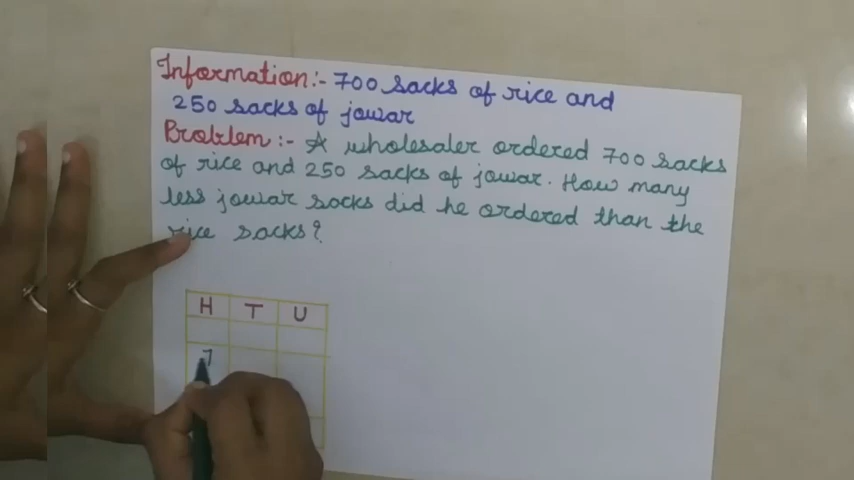 Information:- 700 sacks of rice and
250 sacks of jowar
Problem:- A wholesaler ordered 700 sacks
of rice and 250 sacks of jowar. How many
less jowar socks did he ordered than the
rice sacks?
H T U
7